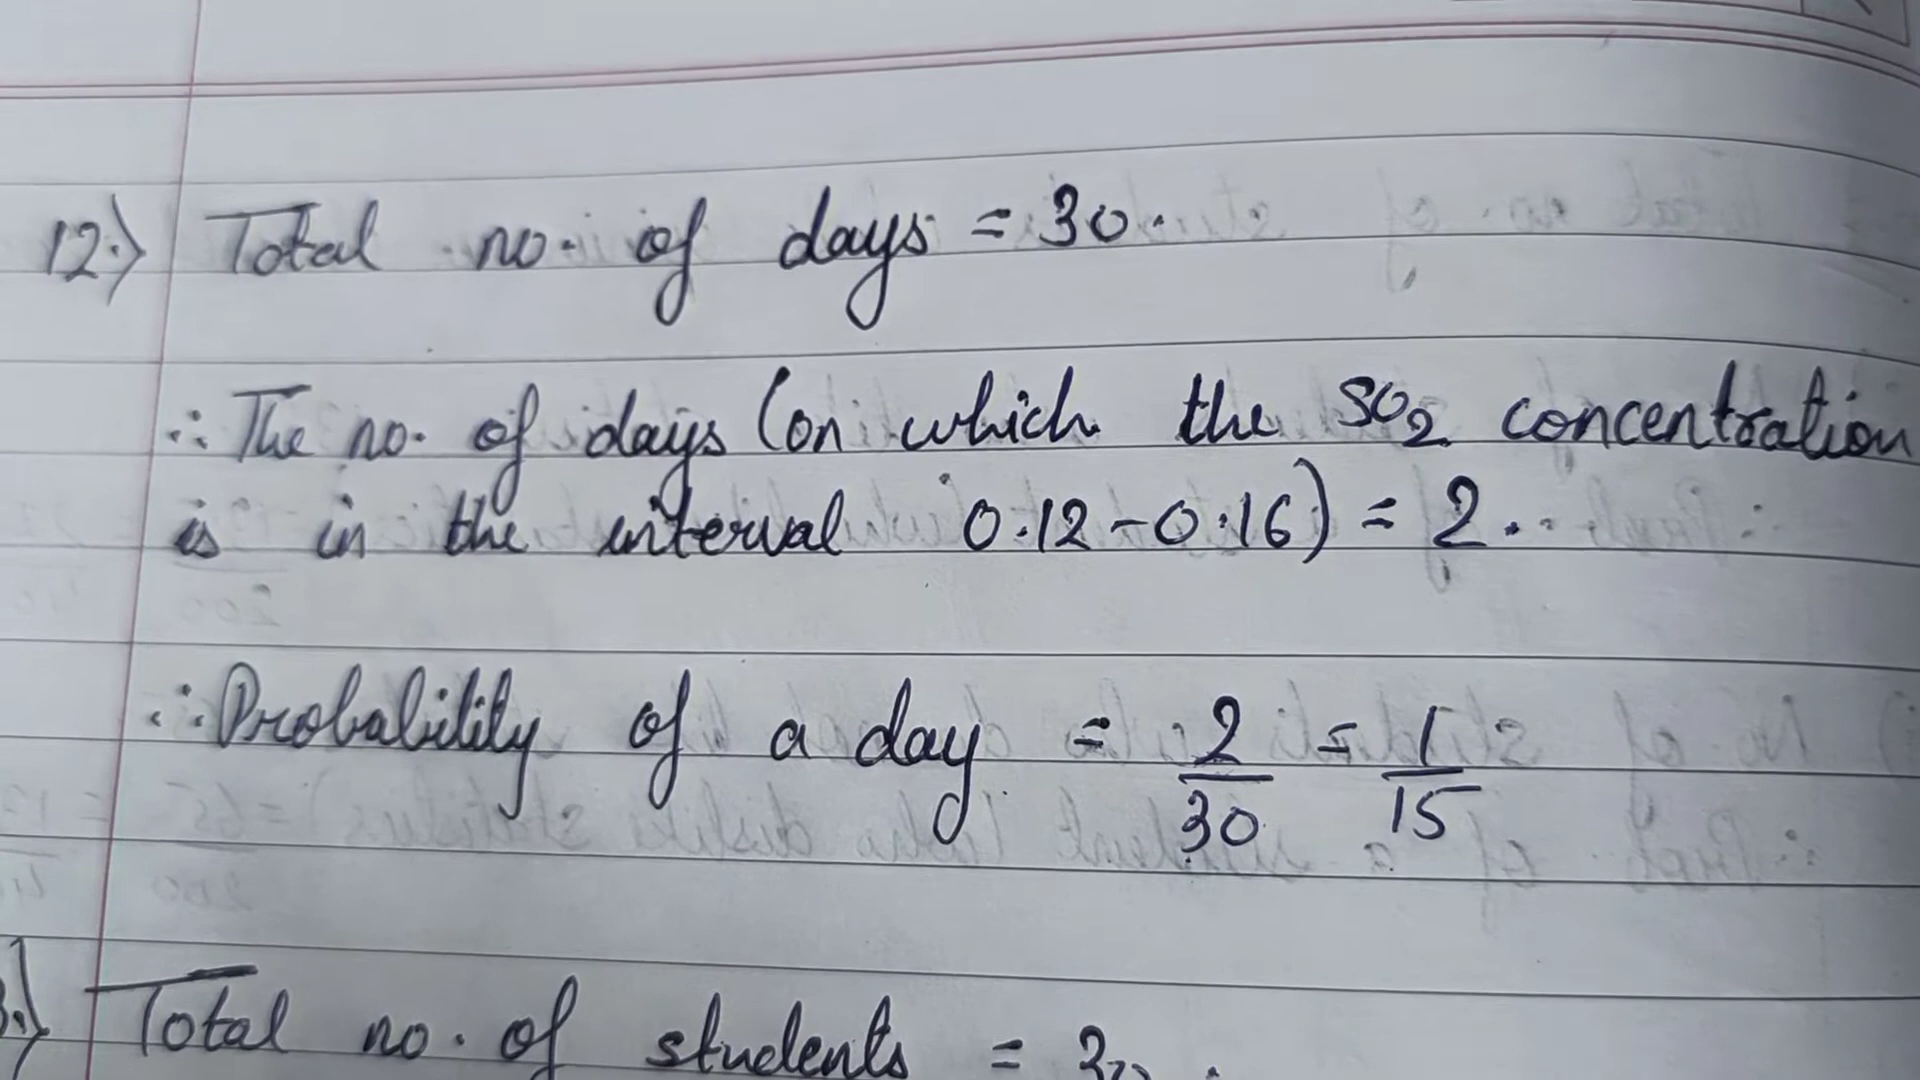 12.) Total no. of days = 30.
∴ The no. of days (on which the SO₂ concentration
is in the interval 0.12 - 0.16) = 2.
∴ Probability of a day = 2/30 = 1/15
Total no. of students =